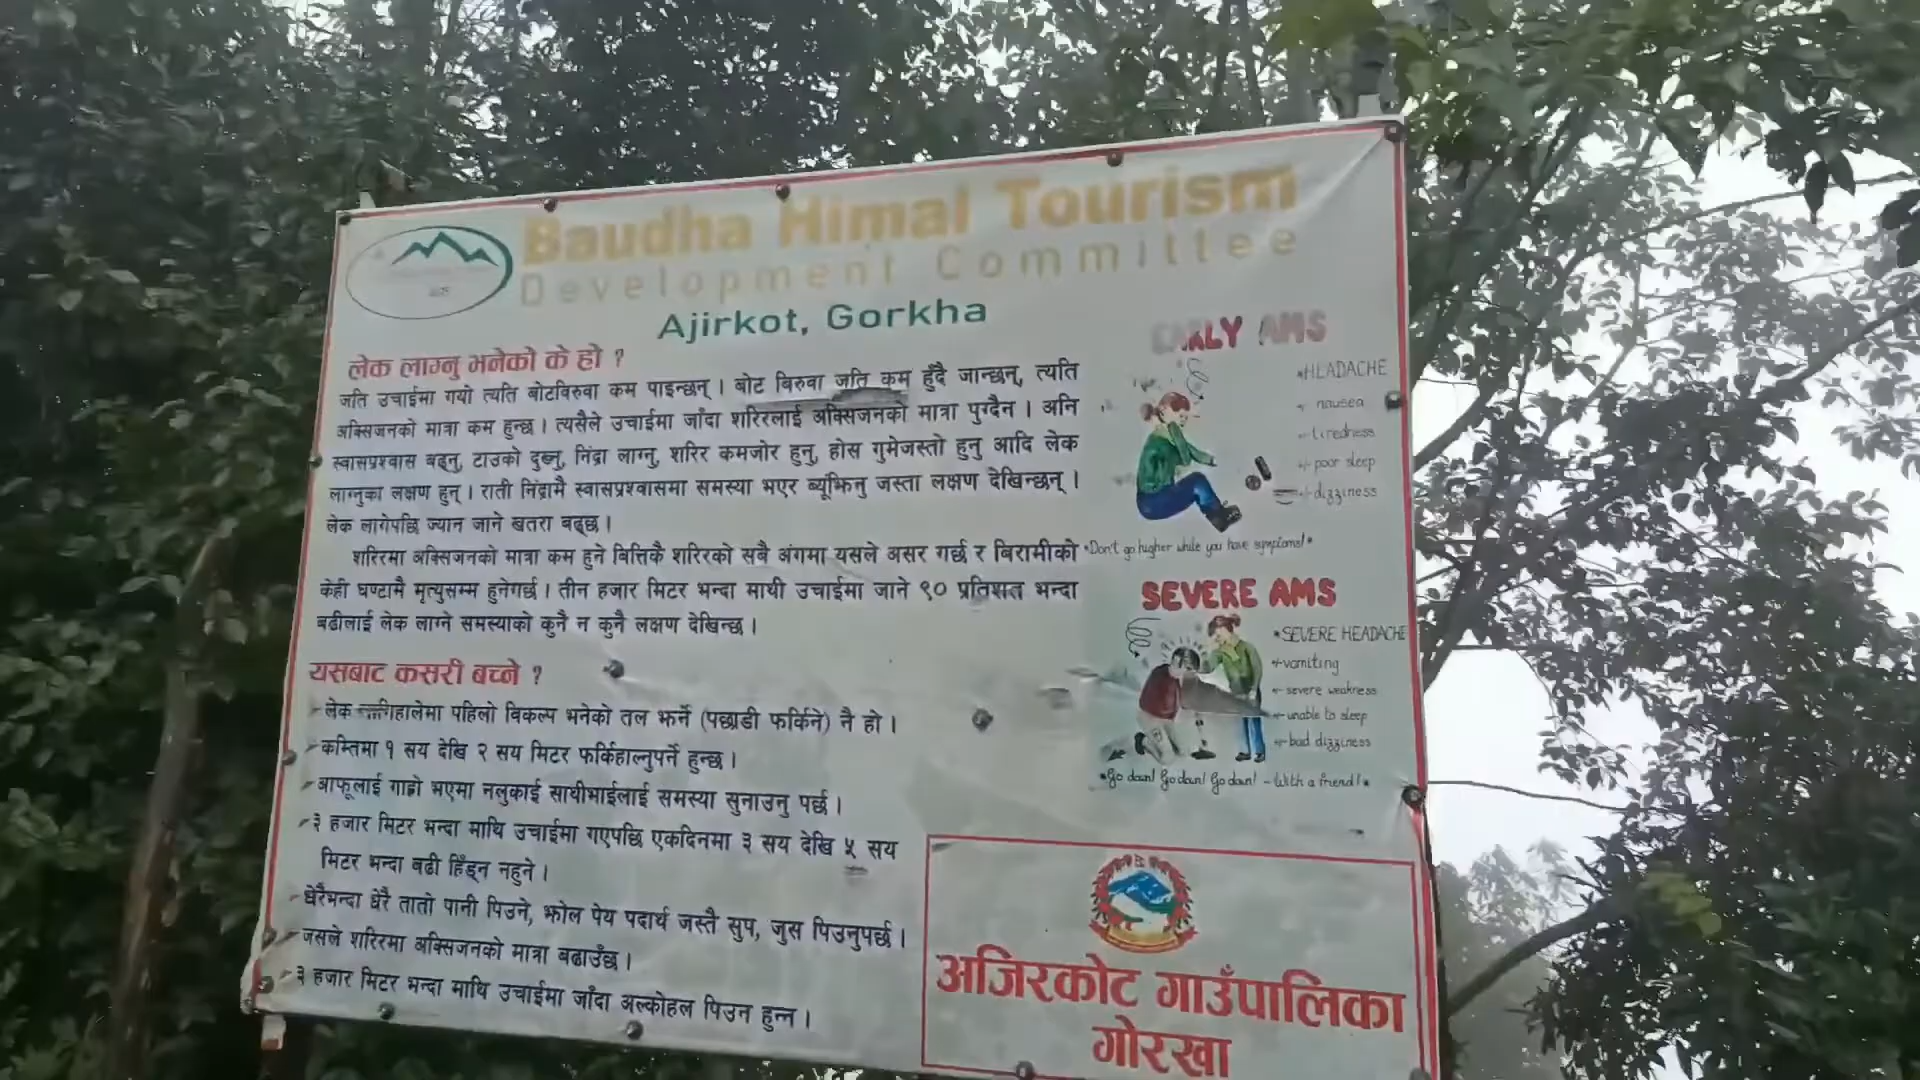 Baudha Himal Tourism
Development Committee
Ajirkot, Gorkha
लेक लाग्नु भनेको के हो ?
जति उचाईमा गयो त्यति बोटविरुवा कम पाइन्छन् । बोट बिरुवा जति कम हुँदै जान्छन्, त्यति
अक्सिजनको मात्रा कम हुन्छ । त्यसैले उचाईमा जाँदा शरिरलाई अक्सिजनको मात्रा पुग्दैन । अनि
स्वासप्रश्वास बढ्नु, टाउको दुख्नु, निंद्रा लाग्नु, शरिर कमजोर हुनु, होस गुमेजस्तो हुनु आदि लेक
लाग्नुका लक्षण हुन् । राती निंद्रामै स्वासप्रश्वासमा समस्या भएर ब्यूँझिनु जस्ता लक्षण देखिन्छन् ।
लेक लागेपछि ज्यान जाने खतरा बढ्छ ।
शरिरमा अक्सिजनको मात्रा कम हुने बित्तिकै शरिरको सबै अंगमा यसले असर गर्छ र बिरामीको
केही घण्टामै मृत्युसम्म हुनेगर्छ । तीन हजार मिटर भन्दा माथी उचाईमा जाने ९० प्रतिशत भन्दा
बढीलाई लेक लाग्ने समस्याको कुनै न कुनै लक्षण देखिन्छ ।
यसबाट कसरी बच्ने ?
लेक लागिहालेमा पहिलो विकल्प भनेको तल झर्ने (पछाडी फर्किने) नै हो ।
कम्तिमा १ सय देखि २ सय मिटर फर्किहाल्नुपर्ने हुन्छ ।
आफूलाई गाह्रो भएमा नलुकाई साथीभाईलाई समस्या सुनाउनु पर्छ ।
३ हजार मिटर भन्दा माथि उचाईमा गएपछि एकदिनमा ३ सय देखि ५ सय
मिटर भन्दा बढी हिँड्न नहुने ।
धेरैभन्दा धेरै तातो पानी पिउने, झोल पेय पदार्थ जस्तै सुप, जुस पिउनुपर्छ ।
जसले शरिरमा अक्सिजनको मात्रा बढाउँछ ।
३ हजार मिटर भन्दा माथि उचाईमा जाँदा अल्कोहल पिउन हुन्न ।
EARLY AMS
*HEADACHE
+ nausea
+ tiredness
+/- poor sleep
+/- dizziness
*Don't go higher while you have symptoms!*
SEVERE AMS
*SEVERE HEADACHE
+/- vomiting
+/- severe weakness
+/- unable to sleep
+/- bad dizziness
*Go down! Go down! Go down! - With a friend!*
अजिरकोट गाउँपालिका
गोरखा